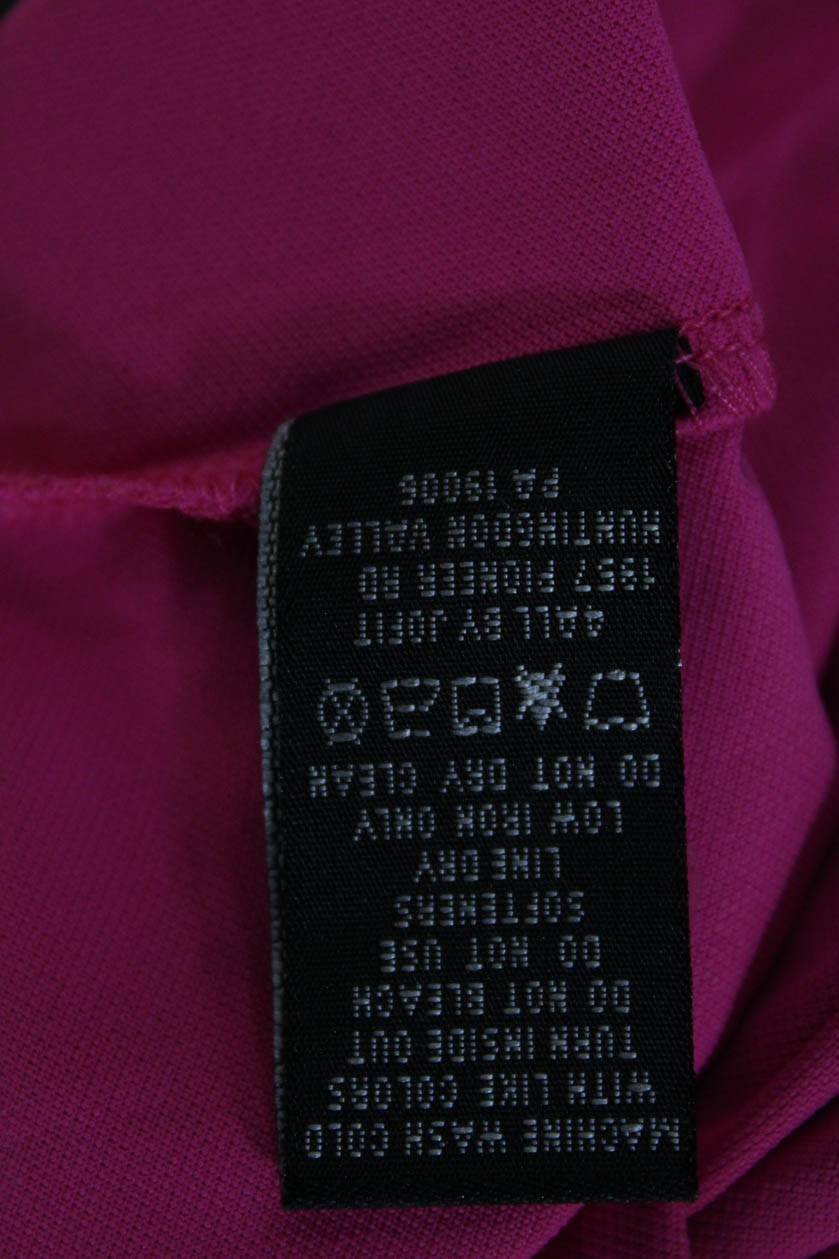 MACHINE WASH COLD
WITH LIKE COLORS
TURN INSIDE OUT
DO NOT BLEACH
DO NOT USE
SOFTENERS
LINE DRY
LOW IRON ONLY
DO NOT DRY CLEAN
4ALL BY JOFIT
1957 PIONEER RD
HUNTINGDON VALLEY
PA 19006